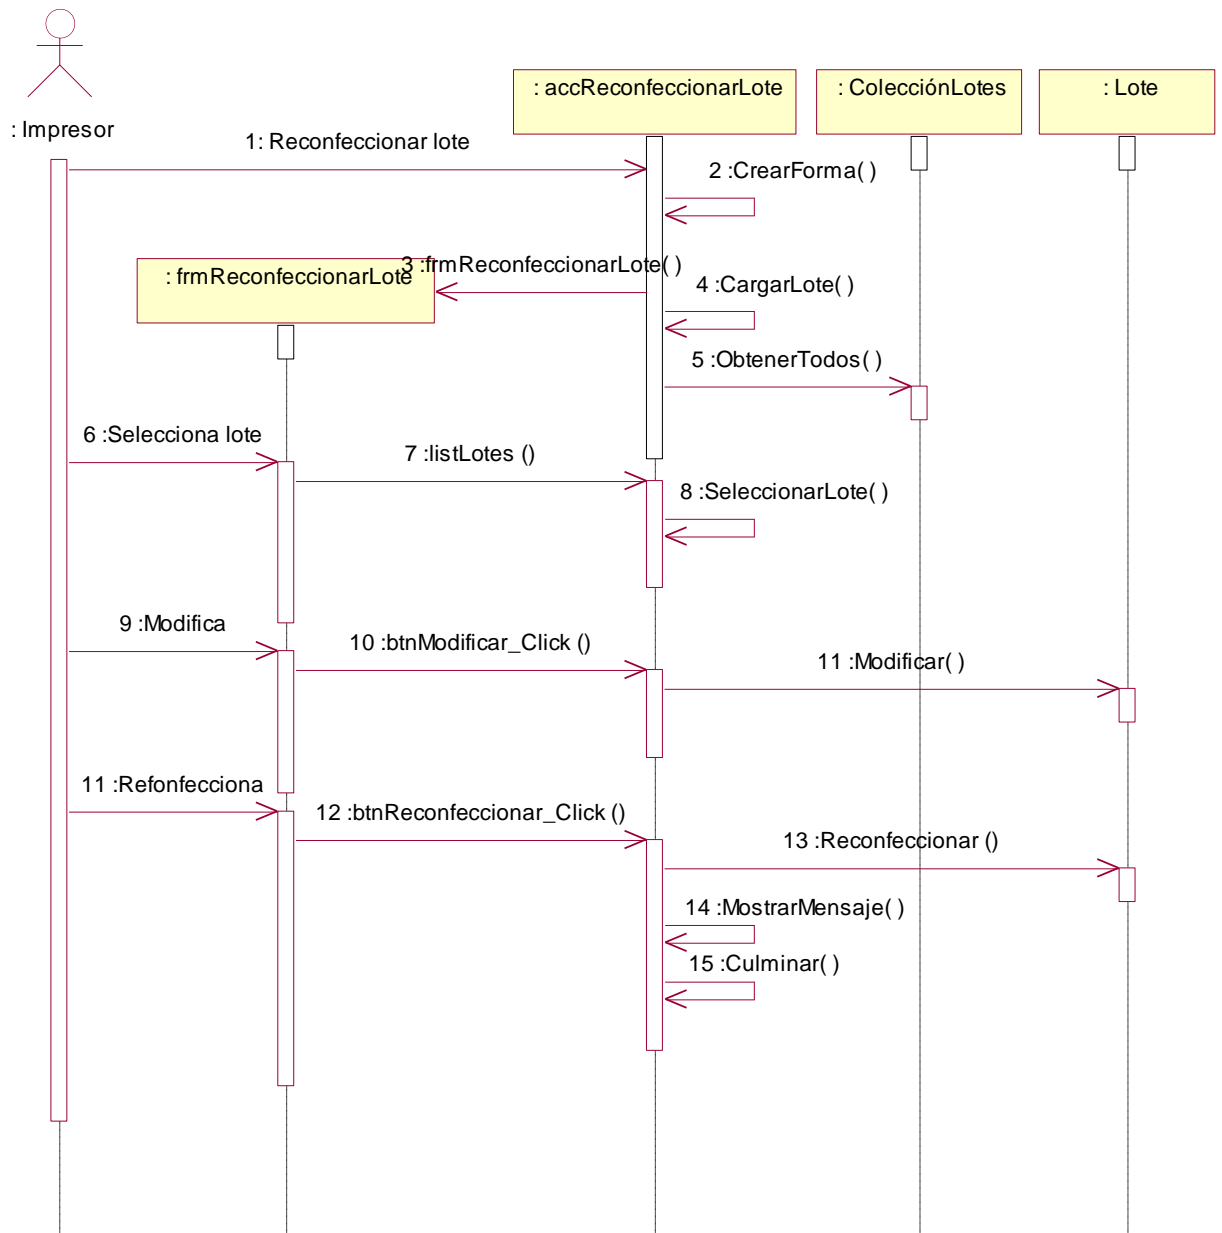 : Impresor
: accReconfeccionarLote
: ColecciónLotes
: Lote
1: Reconfeccionar lote
2 :CrearForma( )
: frmReconfeccionarLote
3 :frmReconfeccionarLote( )
4 :CargarLote( )
5 :ObtenerTodos( )
6 :Selecciona lote
7 :listLotes ()
8 :SeleccionarLote( )
9 :Modifica
10 :btnModificar_Click ()
11 :Modificar( )
11 :Refonfecciona
12 :btnReconfeccionar_Click ()
13 :Reconfeccionar ()
14 :MostrarMensaje( )
15 :Culminar( )